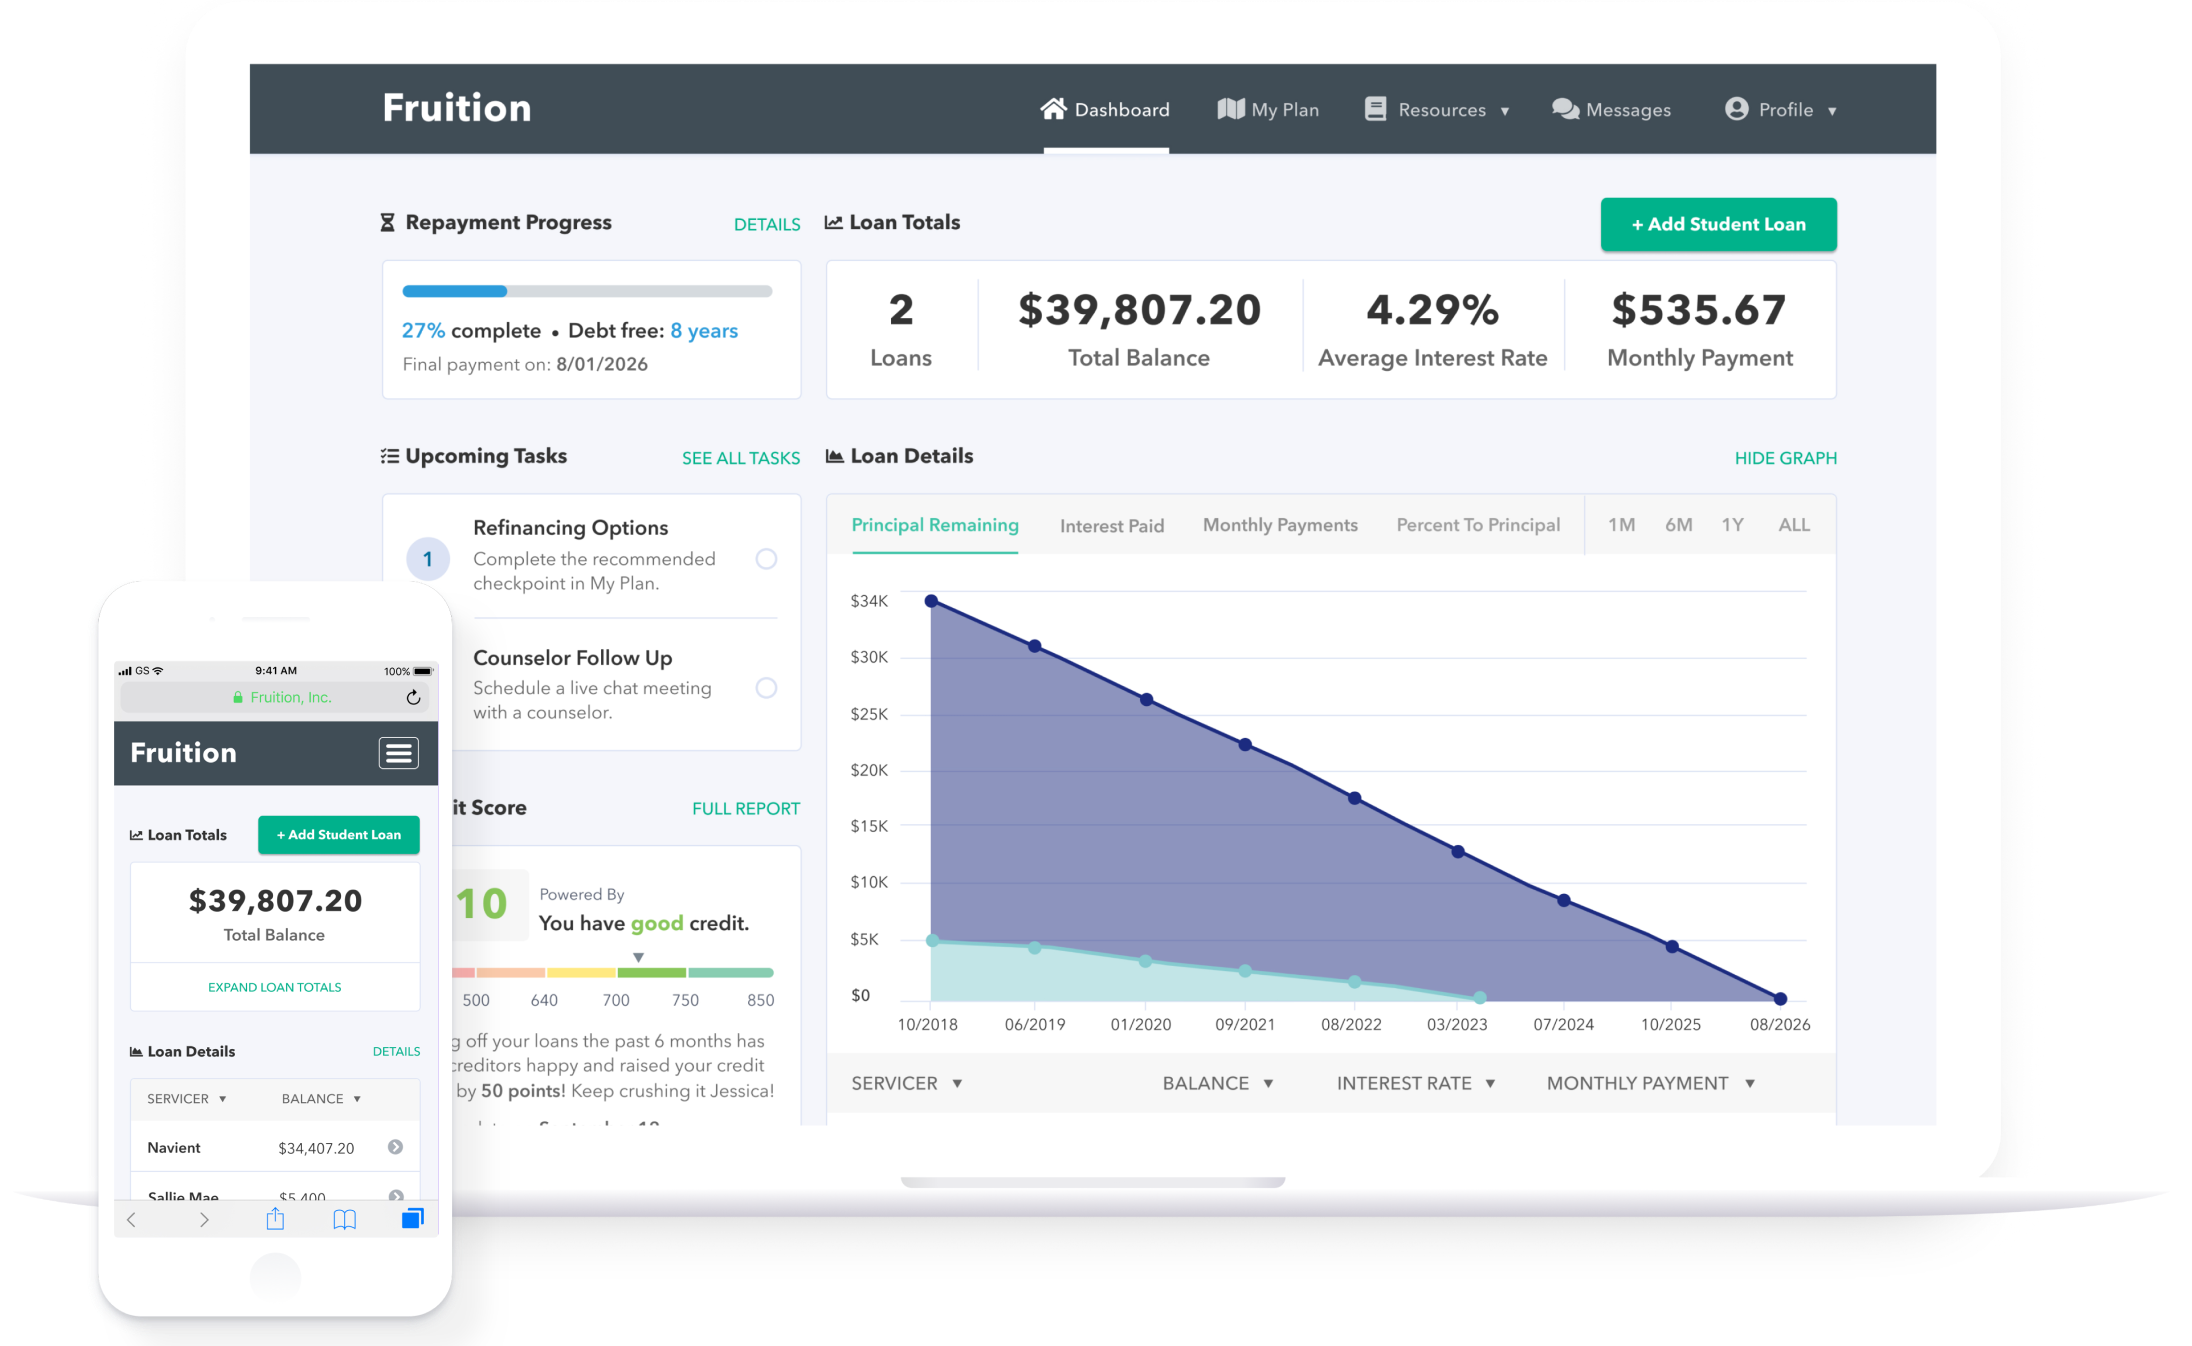 Fruition
Dashboard
My Plan
Resources
Messages
Profile
Repayment Progress
DETAILS
27% complete • Debt free: 8 years
Final payment on: 8/01/2026
Loan Totals
+ Add Student Loan
2
Loans
$39,807.20
Total Balance
4.29%
Average Interest Rate
$535.67
Monthly Payment
Upcoming Tasks
SEE ALL TASKS
1
Refinancing Options
Complete the recommended
checkpoint in My Plan.
Counselor Follow Up
Schedule a live chat meeting
with a counselor.
it Score
FULL REPORT
10
Powered By
You have good credit.
500 640 700 750 850
g off your loans the past 6 months has
creditors happy and raised your credit
by 50 points! Keep crushing it Jessica!
Loan Details
HIDE GRAPH
Principal Remaining
Interest Paid
Monthly Payments
Percent To Principal
1M 6M 1Y ALL
$34K
$30K
$25K
$20K
$15K
$10K
$5K
$0
10/2018 06/2019 01/2020 09/2021 08/2022 03/2023 07/2024 10/2025 08/2026
SERVICER ▼ BALANCE ▼ INTEREST RATE ▼ MONTHLY PAYMENT ▼
GS 9:41 AM 100%
Fruition, Inc.
Fruition
Loan Totals
+ Add Student Loan
$39,807.20
Total Balance
EXPAND LOAN TOTALS
Loan Details
DETAILS
SERVICER ▼ BALANCE ▼
Navient $34,407.20
Sallie Mae $5,400